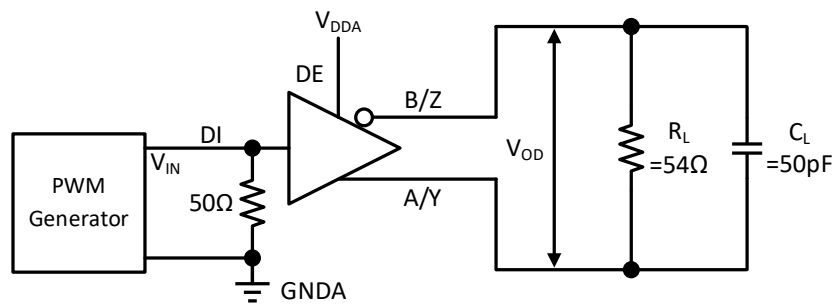 V_DDA
DE
B/Z
DI
V_IN
PWM
Generator
50Ω
A/Y
GNDA
V_OD
R_L
=54Ω
C_L
=50pF